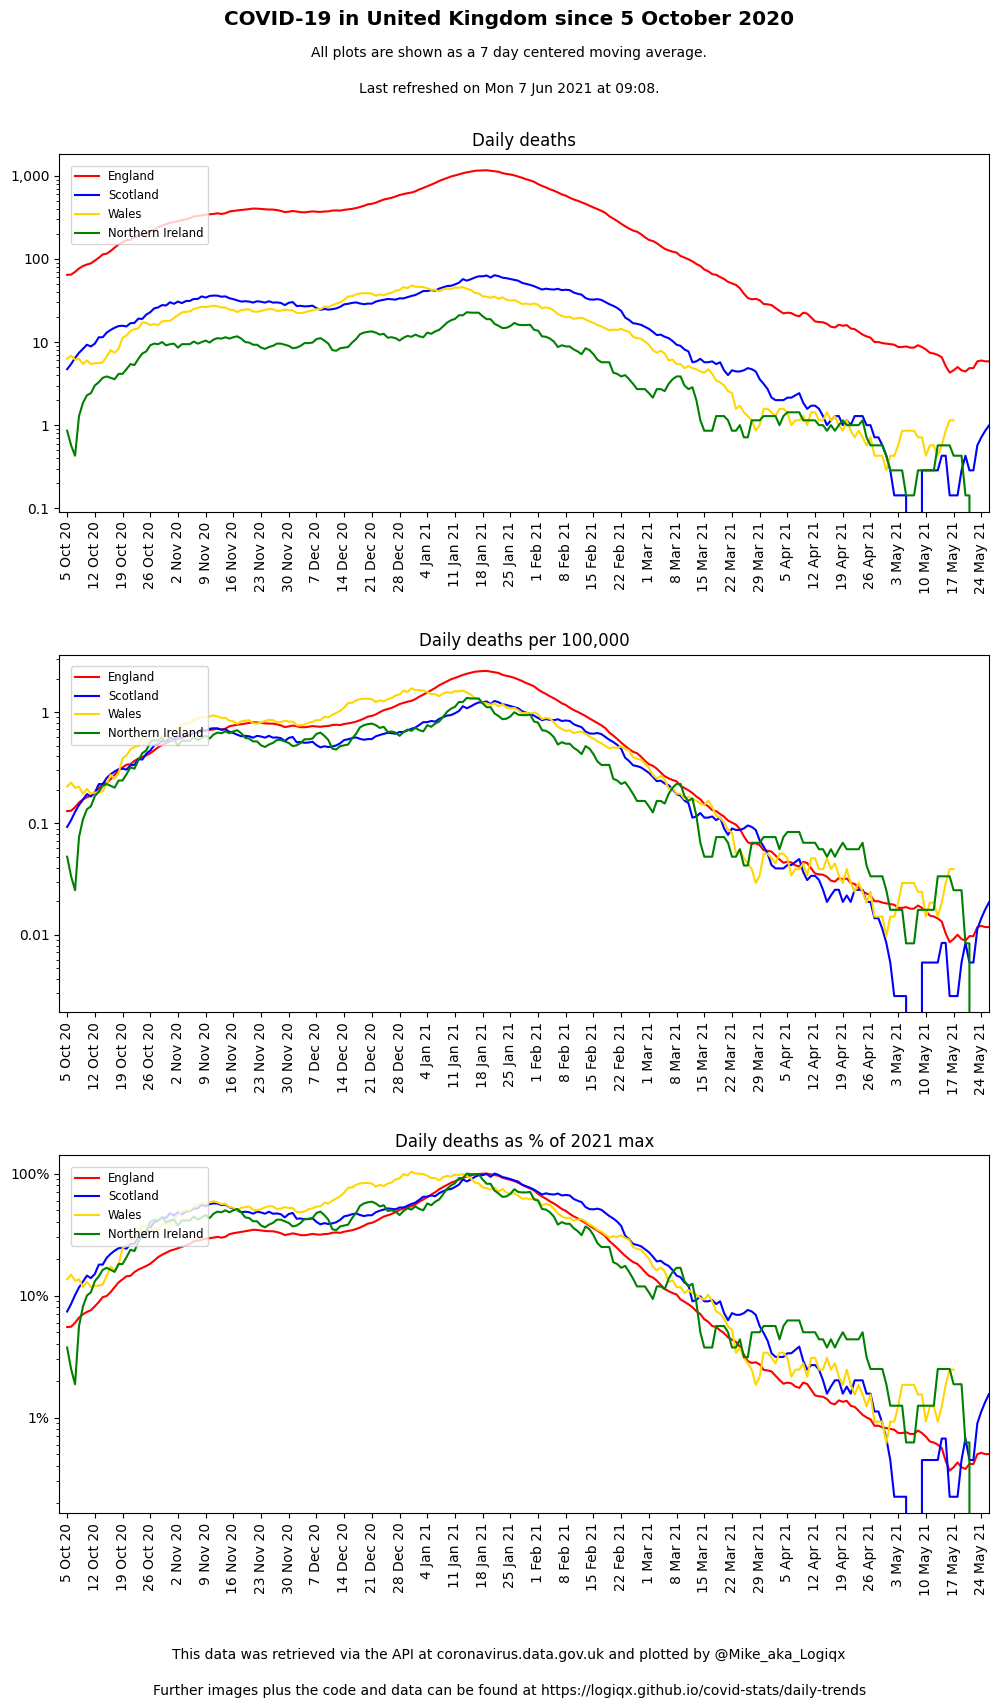 COVID-19 in United Kingdom since 5 October 2020
All plots are shown as a 7 day centered moving average.
Last refreshed on Mon 7 Jun 2021 at 09:08.
Daily deaths
England
Scotland
Wales
Northern Ireland
1,000
100
10
1
0.1
5 Oct 20
12 Oct 20
19 Oct 20
26 Oct 20
2 Nov 20
9 Nov 20
16 Nov 20
23 Nov 20
30 Nov 20
7 Dec 20
14 Dec 20
21 Dec 20
28 Dec 20
4 Jan 21
11 Jan 21
18 Jan 21
25 Jan 21
1 Feb 21
8 Feb 21
15 Feb 21
22 Feb 21
1 Mar 21
8 Mar 21
15 Mar 21
22 Mar 21
29 Mar 21
5 Apr 21
12 Apr 21
19 Apr 21
26 Apr 21
3 May 21
10 May 21
17 May 21
24 May 21
Daily deaths per 100,000
England
Scotland
Wales
Northern Ireland
1
0.1
0.01
5 Oct 20
12 Oct 20
19 Oct 20
26 Oct 20
2 Nov 20
9 Nov 20
16 Nov 20
23 Nov 20
30 Nov 20
7 Dec 20
14 Dec 20
21 Dec 20
28 Dec 20
4 Jan 21
11 Jan 21
18 Jan 21
25 Jan 21
1 Feb 21
8 Feb 21
15 Feb 21
22 Feb 21
1 Mar 21
8 Mar 21
15 Mar 21
22 Mar 21
29 Mar 21
5 Apr 21
12 Apr 21
19 Apr 21
26 Apr 21
3 May 21
10 May 21
17 May 21
24 May 21
Daily deaths as % of 2021 max
England
Scotland
Wales
Northern Ireland
100%
10%
1%
5 Oct 20
12 Oct 20
19 Oct 20
26 Oct 20
2 Nov 20
9 Nov 20
16 Nov 20
23 Nov 20
30 Nov 20
7 Dec 20
14 Dec 20
21 Dec 20
28 Dec 20
4 Jan 21
11 Jan 21
18 Jan 21
25 Jan 21
1 Feb 21
8 Feb 21
15 Feb 21
22 Feb 21
1 Mar 21
8 Mar 21
15 Mar 21
22 Mar 21
29 Mar 21
5 Apr 21
12 Apr 21
19 Apr 21
26 Apr 21
3 May 21
10 May 21
17 May 21
24 May 21
This data was retrieved via the API at coronavirus.data.gov.uk and plotted by @Mike_aka_Logiqx
Further images plus the code and data can be found at https://logiqx.github.io/covid-stats/daily-trends